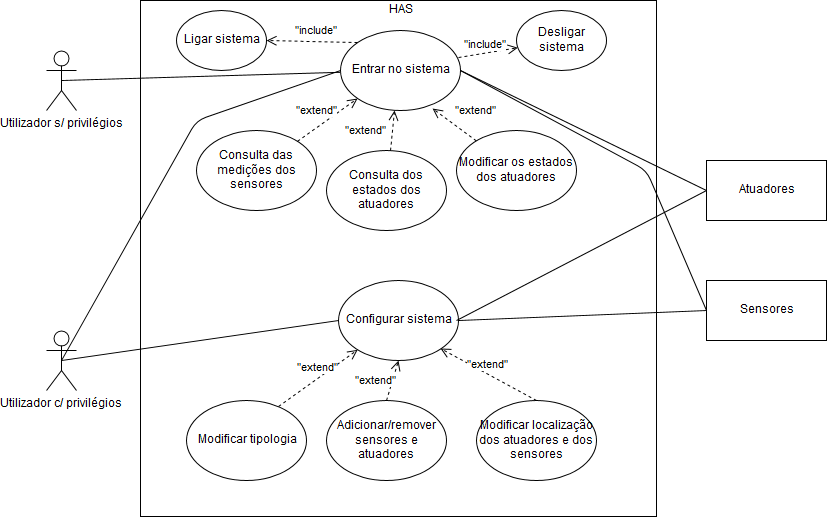 HAS
Ligar sistema
"include"
Desligar
sistema
"include"
Entrar no sistema
Utilizador s/ privilégios
"extend"
"extend"
"extend"
Consulta das
medições dos
sensores
Consulta dos
estados dos
atuadores
Modificar os estados
dos atuadores
Atuadores
Sensores
Configurar sistema
Utilizador c/ privilégios
"extend"
"extend"
"extend"
Modificar tipologia
Adicionar/remover
sensores e
atuadores
Modificar localização
dos atuadores e dos
sensores